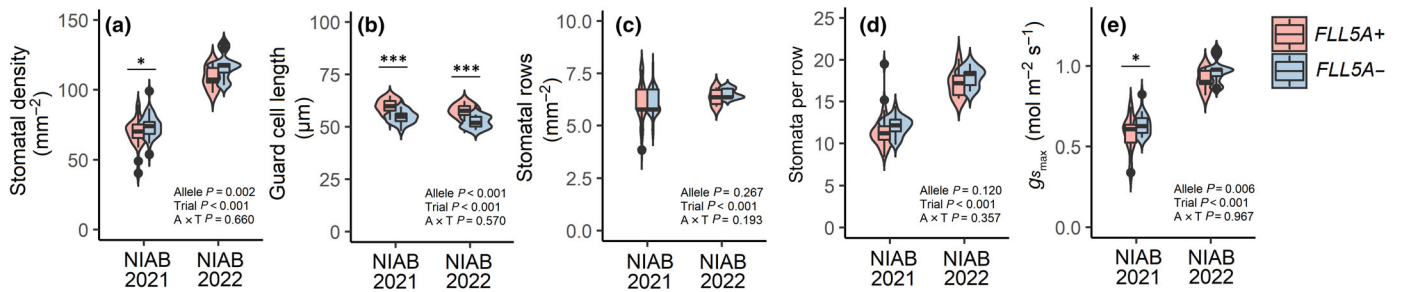 (a)
Stomatal density
(mm−2)
150
100
50
0
*
Allele P = 0.002
Trial P < 0.001
A × T P = 0.660
NIAB
2021
NIAB
2022
(b)
Guard cell length
(µm)
100
75
50
25
0
***
***
Allele P < 0.001
Trial P < 0.001
A × T P = 0.570
NIAB
2021
NIAB
2022
(c)
Stomatal rows
(mm−2)
10.0
7.5
5.0
2.5
0.0
Allele P = 0.267
Trial P < 0.001
A × T P = 0.193
NIAB
2021
NIAB
2022
(d)
Stomata per row
25
20
15
10
5
0
Allele P = 0.120
Trial P < 0.001
A × T P = 0.357
NIAB
2021
NIAB
2022
(e)
gsmax (mol m−2 s−1)
1.0
0.5
0.0
*
Allele P = 0.006
Trial P < 0.001
A × T P = 0.967
NIAB
2021
NIAB
2022
FLL5A+
FLL5A−